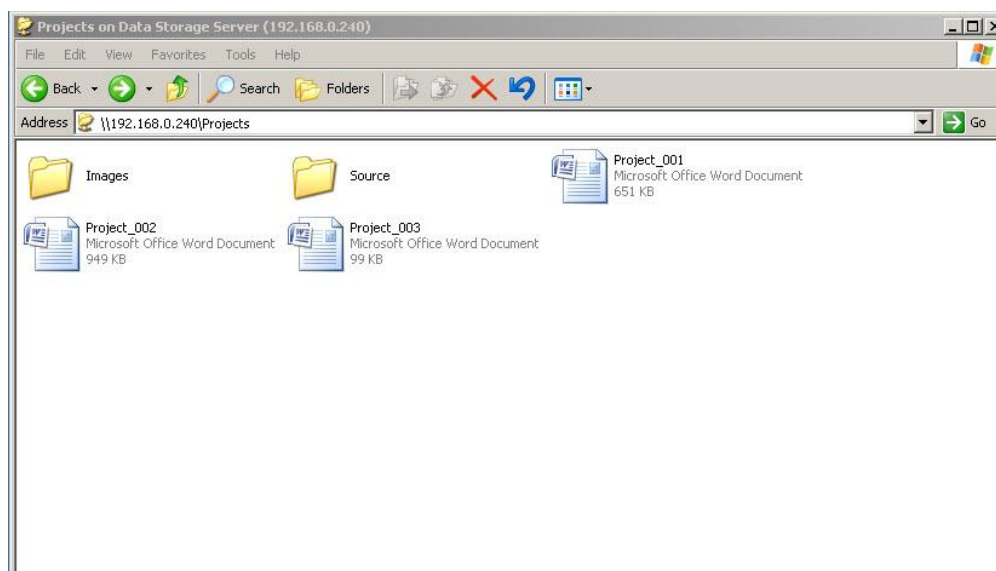 Projects on Data Storage Server (192.168.0.240)
File Edit View Favorites Tools Help
Back Search Folders
Address \\192.168.0.240\Projects Go
Images
Source
Project_001
Microsoft Office Word Document
651 KB
Project_002
Microsoft Office Word Document
949 KB
Project_003
Microsoft Office Word Document
99 KB